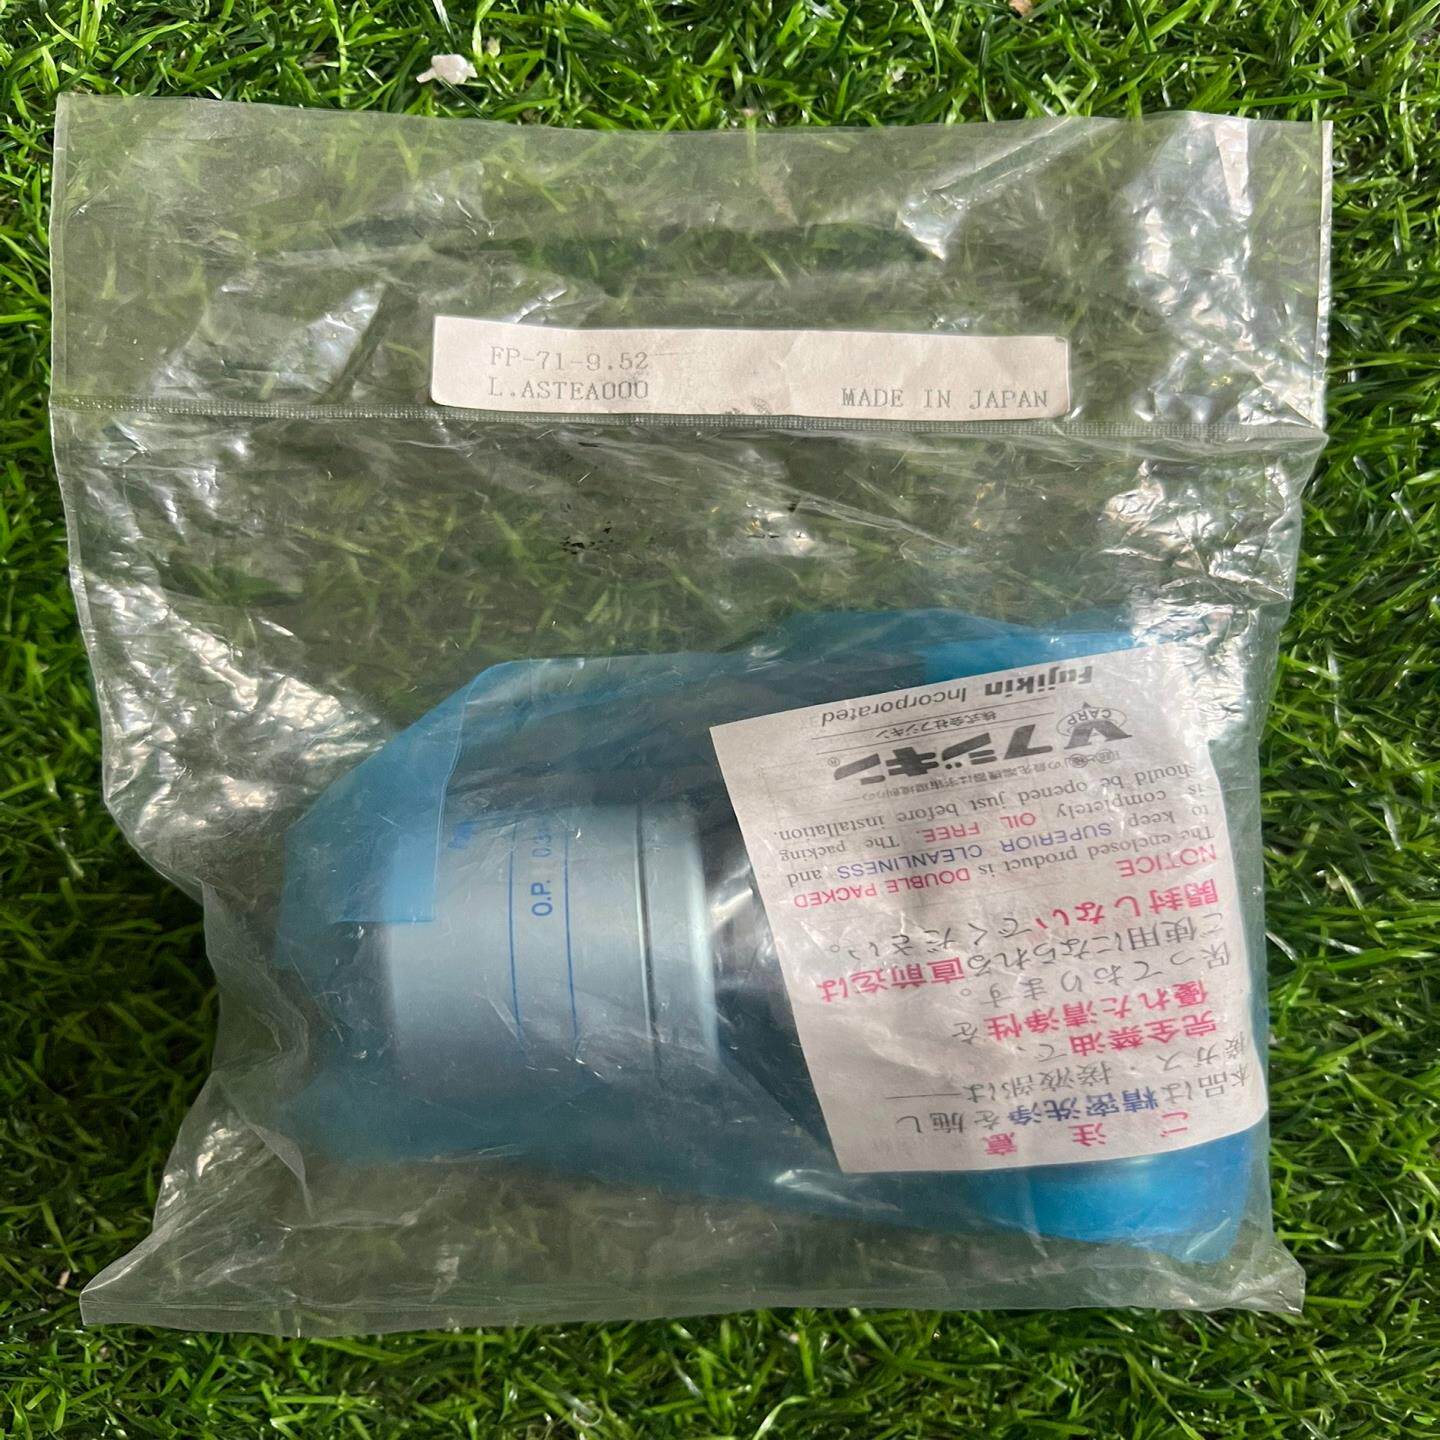 FP-71-9.52
L.ASTEA000
MADE IN JAPAN
O.P. 0.3
ご 注 意
本品は精密洗浄を施し
接ガス、接液部は
完全禁油で、
優れた清浄性を
保っております。
ご使用になられる直前迄は
開封しないでください。
NOTICE
The enclosed product is DOUBLE PACKED
to keep SUPERIOR CLEANLINESS and
is completely OIL FREE. The packing
should be opened just before installation.
フジキン®
CARP
株式会社フジキン
Fujikin Incorporated